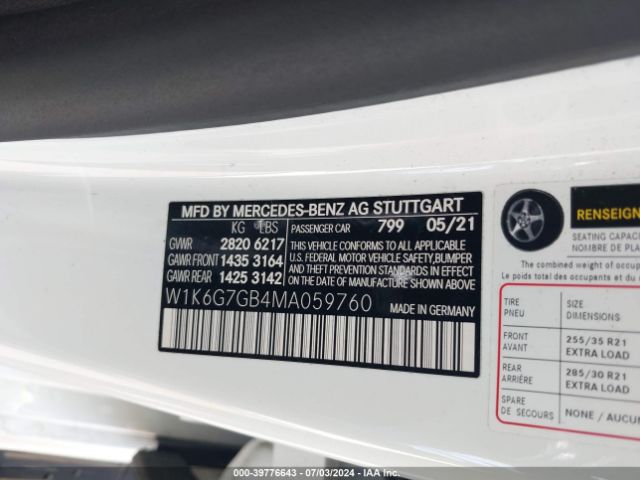 MFD BY MERCEDES-BENZ AG STUTTGART
KG LBS
GVWR 2820 6217
GAWR FRONT 1435 3164
GAWR REAR 1425 3142
PASSENGER CAR 799 05/21
THIS VEHICLE CONFORMS TO ALL APPLICABLE
U.S. FEDERAL MOTOR VEHICLE SAFETY,BUMPER
AND THEFT PREVENTION STANDARDS IN EFFECT
ON THE DATE OF MANUFACTURE SHOWN ABOVE.
W1K6G7GB4MA059760 MADE IN GERMANY
RENSEIGN
SEATING CAPAC
NOMBRE DE PLA
The combined weight of occup
Le poids total des occu
TIRE SIZE
PNEU DIMENSIONS
FRONT 255/35 R21
AVANT EXTRA LOAD
REAR 285/30 R21
ARRIÈRE EXTRA LOAD
SPARE NONE / AUCUN
DE SECOURS
000-39776643 / 07/03/2024 - IAA Inc.